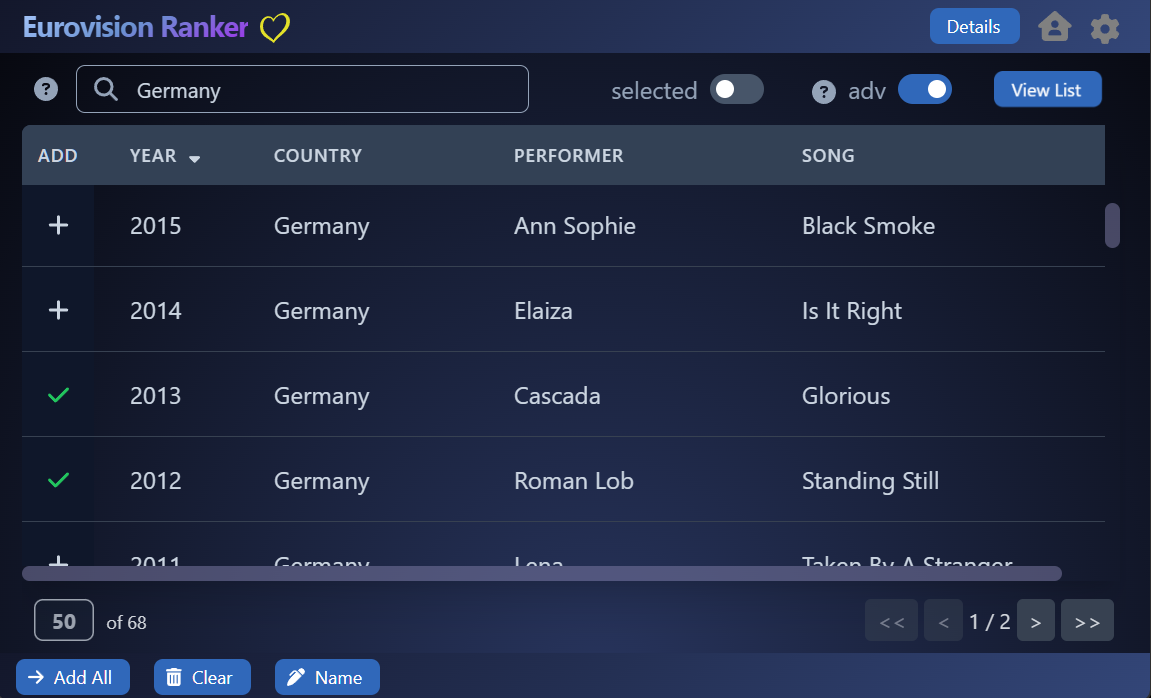 Eurovision Ranker Details
? Germany selected ? adv View List
ADD YEAR COUNTRY PERFORMER SONG
2015 Germany Ann Sophie Black Smoke
2014 Germany Elaiza Is It Right
2013 Germany Cascada Glorious
2012 Germany Roman Lob Standing Still
2011 Germany Lena Taken By A Stranger
50 of 68 << < 1 / 2 > >>
Add All Clear Name